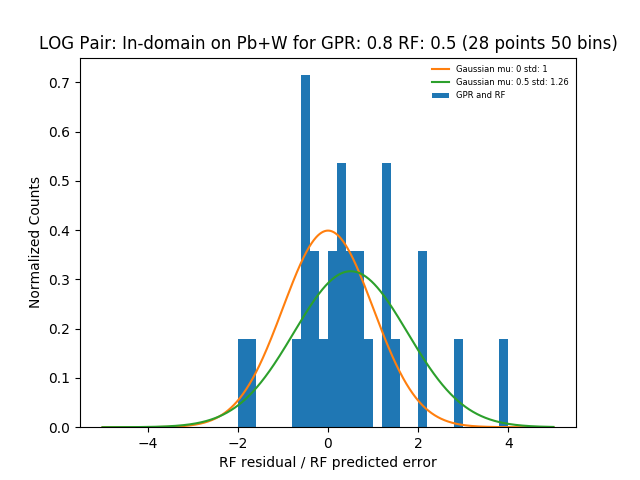 LOG Pair: In-domain on Pb+W for GPR: 0.8 RF: 0.5 (28 points 50 bins)
Gaussian mu: 0 std: 1
Gaussian mu: 0.5 std: 1.26
GPR and RF
Normalized Counts
0.7
0.6
0.5
0.4
0.3
0.2
0.1
0.0
−4 −2 0 2 4
RF residual / RF predicted error